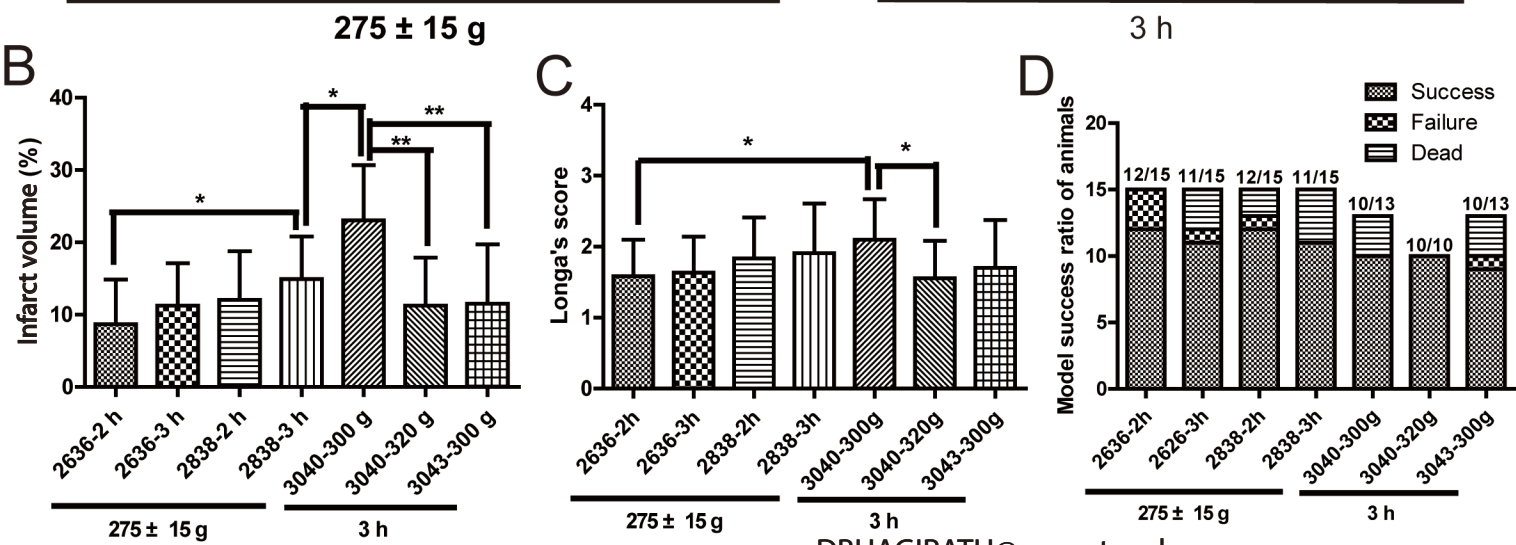 275 ± 15 g
3 h
B
Infarct volume (%)
40
30
20
10
0
*
*
**
**
2636-2 h
2636-3 h
2838-2 h
2838-3 h
3040-300 g
3040-320 g
3043-300 g
275 ± 15 g
3 h
C
Longa's score
4
3
2
1
0
*
*
2636-2h
2636-3h
2838-2h
2838-3h
3040-300g
3040-320g
3043-300g
275 ± 15 g
3 h
D
Model success ratio of animals
20
15
10
5
0
Success
Failure
Dead
12/15
11/15
12/15
11/15
10/13
10/10
10/13
2636-2h
2626-3h
2838-2h
2838-3h
3040-300g
3040-320g
3043-300g
275 ± 15 g
3 h